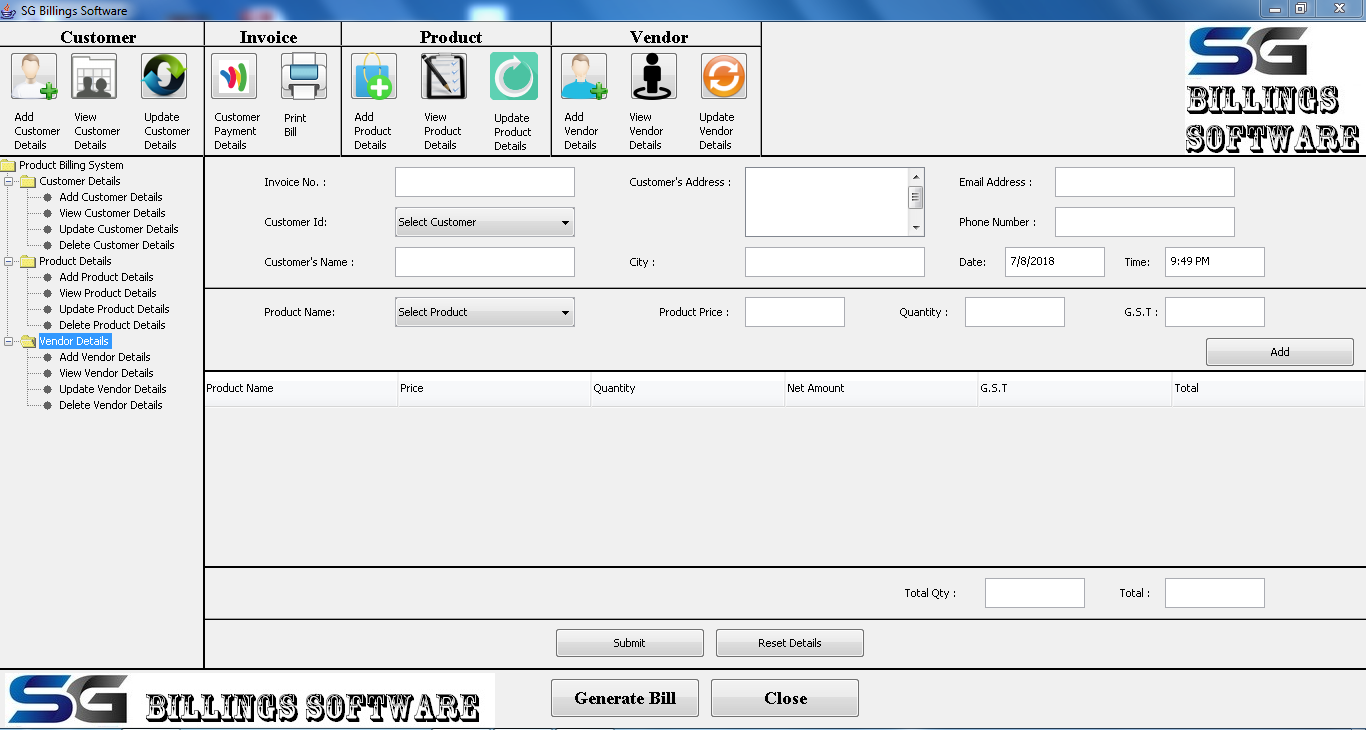 SG Billings Software
Customer Invoice Product Vendor
Add Customer Details
View Customer Details
Update Customer Details
Customer Payment Details
Print Bill
Add Product Details
View Product Details
Update Product Details
Add Vendor Details
View Vendor Details
Update Vendor Details
SG
BILLINGS
SOFTWARE
Product Billing System
Customer Details
Add Customer Details
View Customer Details
Update Customer Details
Delete Customer Details
Product Details
Add Product Details
View Product Details
Update Product Details
Delete Product Details
Vendor Details
Add Vendor Details
View Vendor Details
Update Vendor Details
Delete Vendor Details
Invoice No. : Customer's Address : Email Address :
Customer Id: Select Customer Phone Number :
Customer's Name : City : Date: 7/8/2018 Time: 9:49 PM
Product Name: Select Product Product Price : Quantity : G.S.T :
Add
Product Name Price Quantity Net Amount G.S.T Total
Total Qty : Total :
Submit Reset Details
SG BILLINGS SOFTWARE Generate Bill Close